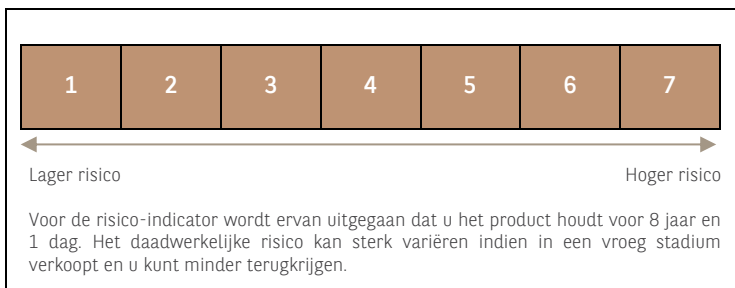 1 2 3 4 5 6 7
Lager risico Hoger risico
Voor de risico-indicator wordt ervan uitgegaan dat u het product houdt voor 8 jaar en
1 dag. Het daadwerkelijke risico kan sterk variëren indien in een vroeg stadium
verkoopt en u kunt minder terugkrijgen.